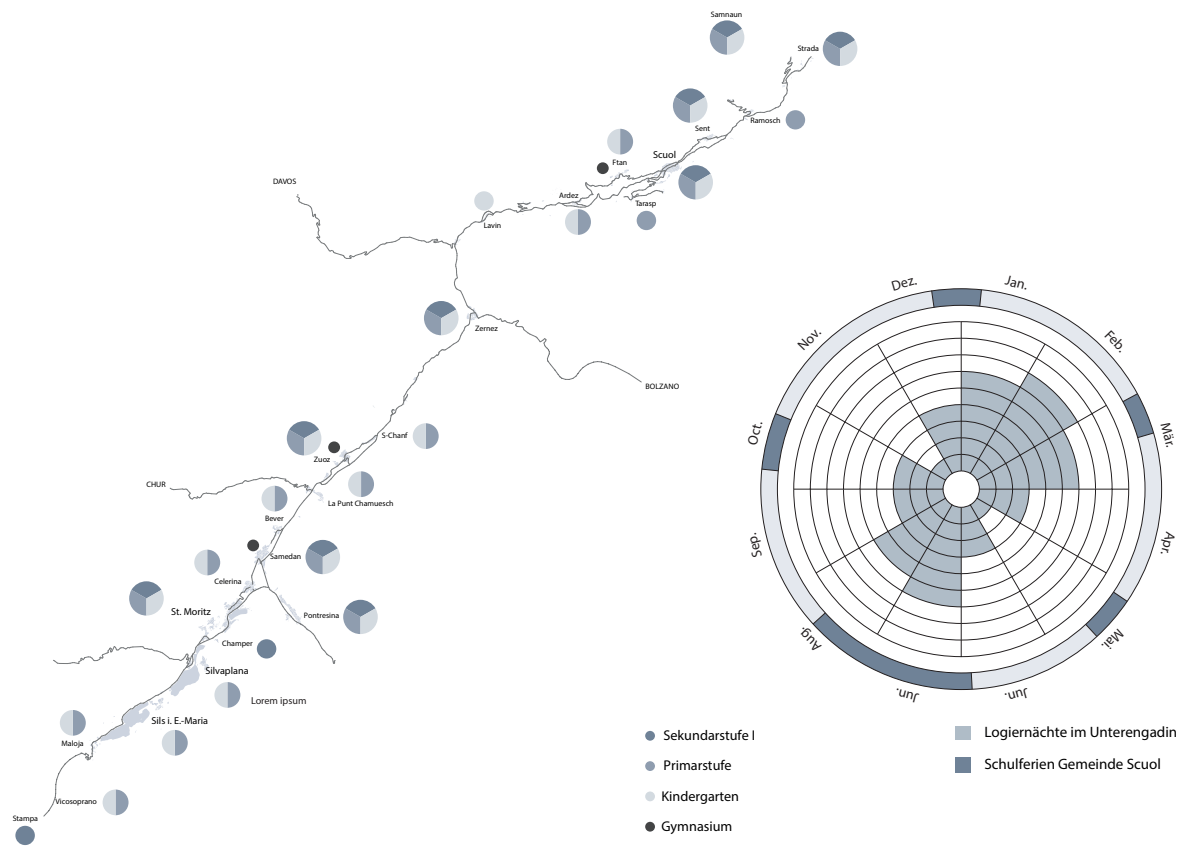 Samnaun
Strada
Ramosch
Sent
Scuol
Ftan
Ardez
Tarasp
DAVOS
Lavin
Zernez
BOLZANO
S-Chanf
Zuoz
CHUR
La Punt Chamuesch
Bever
Samedan
Celerina
St. Moritz
Pontresina
Champer
Silvaplana
Lorem ipsum
Sils i. E.-Maria
Maloja
Vicosoprano
Stampa
Jan.
Feb.
Mär.
Apr.
Mai.
Jun.
Jun.
Aug.
Sep.
Oct.
Nov.
Dez.
Sekundarstufe I
Primarstufe
Kindergarten
Gymnasium
Logiernächte im Unterengadin
Schulferien Gemeinde Scuol